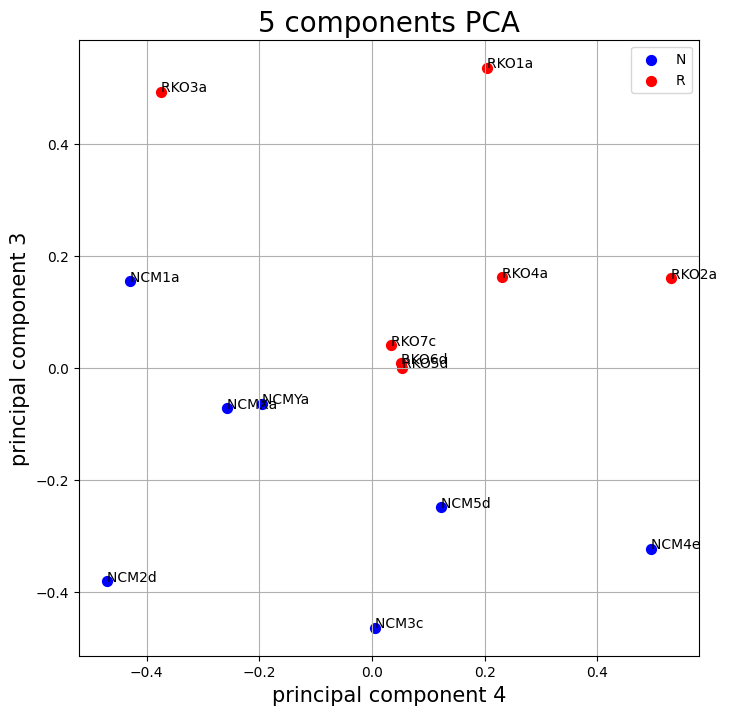 5 components PCA
N
R
RKO1a
RKO3a
0.4
0.2
RKO4a
RKO2a
NCM1a
RKO7c
RKO6d
RKO5d
0.0
NCMYa
NCM5d
−0.2
NCM4e
NCM2d
−0.4
NCM3c
−0.4
−0.2
0.0
0.2
0.4
principal component 4
principal component 3